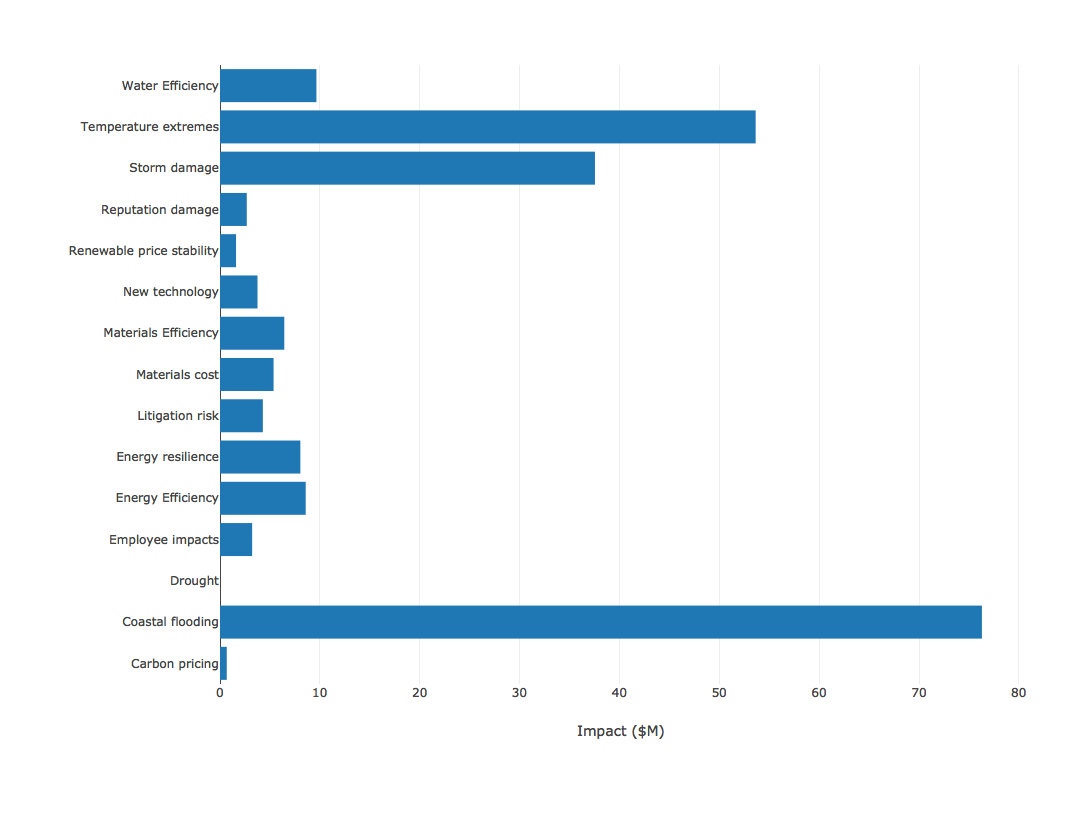 Water Efficiency
Temperature extremes
Storm damage
Reputation damage
Renewable price stability
New technology
Materials Efficiency
Materials cost
Litigation risk
Energy resilience
Energy Efficiency
Employee impacts
Drought
Coastal flooding
Carbon pricing
0 10 20 30 40 50 60 70 80
Impact ($M)